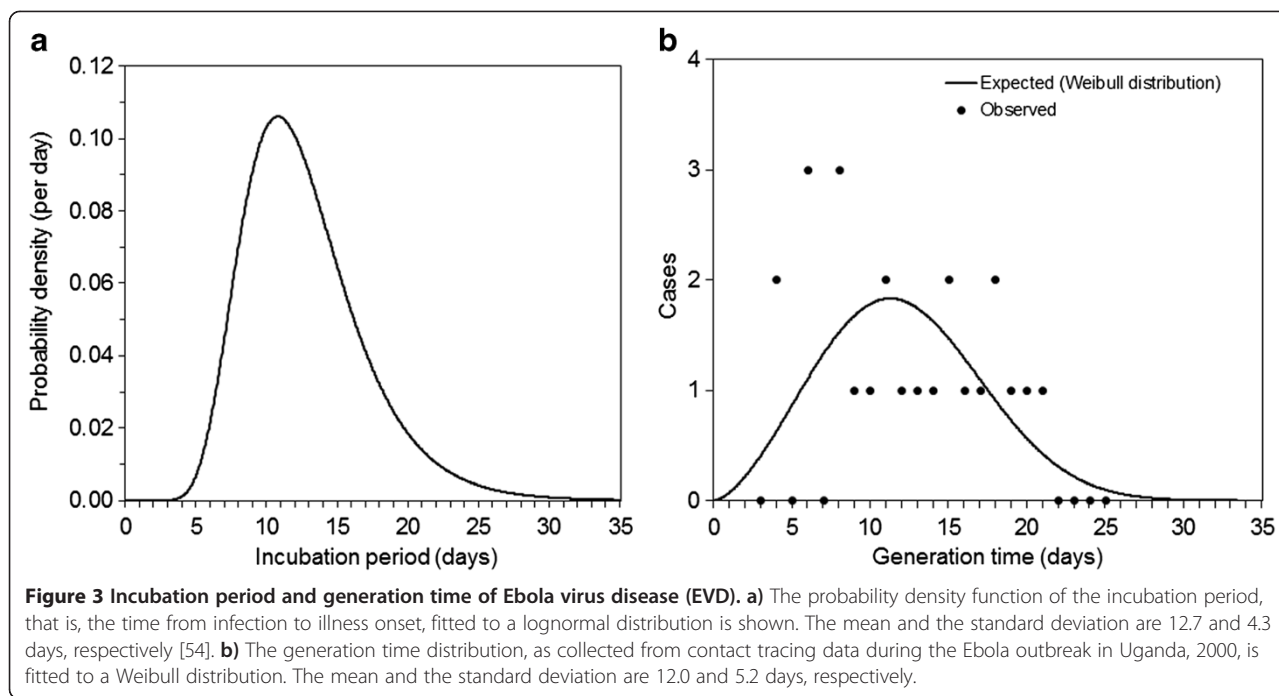 a
0.12
0.10
0.08
0.06
0.04
0.02
0.00
Probability density (per day)
0 5 10 15 20 25 30 35
Incubation period (days)
b
4
3
2
1
0
Cases
Expected (Weibull distribution)
Observed
0 5 10 15 20 25 30 35
Generation time (days)
Figure 3 Incubation period and generation time of Ebola virus disease (EVD). a) The probability density function of the incubation period,
that is, the time from infection to illness onset, fitted to a lognormal distribution is shown. The mean and the standard deviation are 12.7 and 4.3
days, respectively [54]. b) The generation time distribution, as collected from contact tracing data during the Ebola outbreak in Uganda, 2000, is
fitted to a Weibull distribution. The mean and the standard deviation are 12.0 and 5.2 days, respectively.